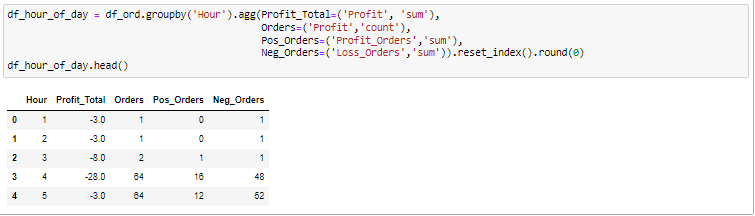 df_hour_of_day = df_ord.groupby('Hour').agg(Profit_Total=('Profit', 'sum'),
Orders=('Profit','count'),
Pos_Orders=('Profit_Orders','sum'),
Neg_Orders=('Loss_Orders','sum')).reset_index().round(0)
df_hour_of_day.head()
Hour Profit_Total Orders Pos_Orders Neg_Orders
0 1 -3.0 1 0 1
1 2 -3.0 1 0 1
2 3 -8.0 2 1 1
3 4 -28.0 64 16 48
4 5 -3.0 64 12 52